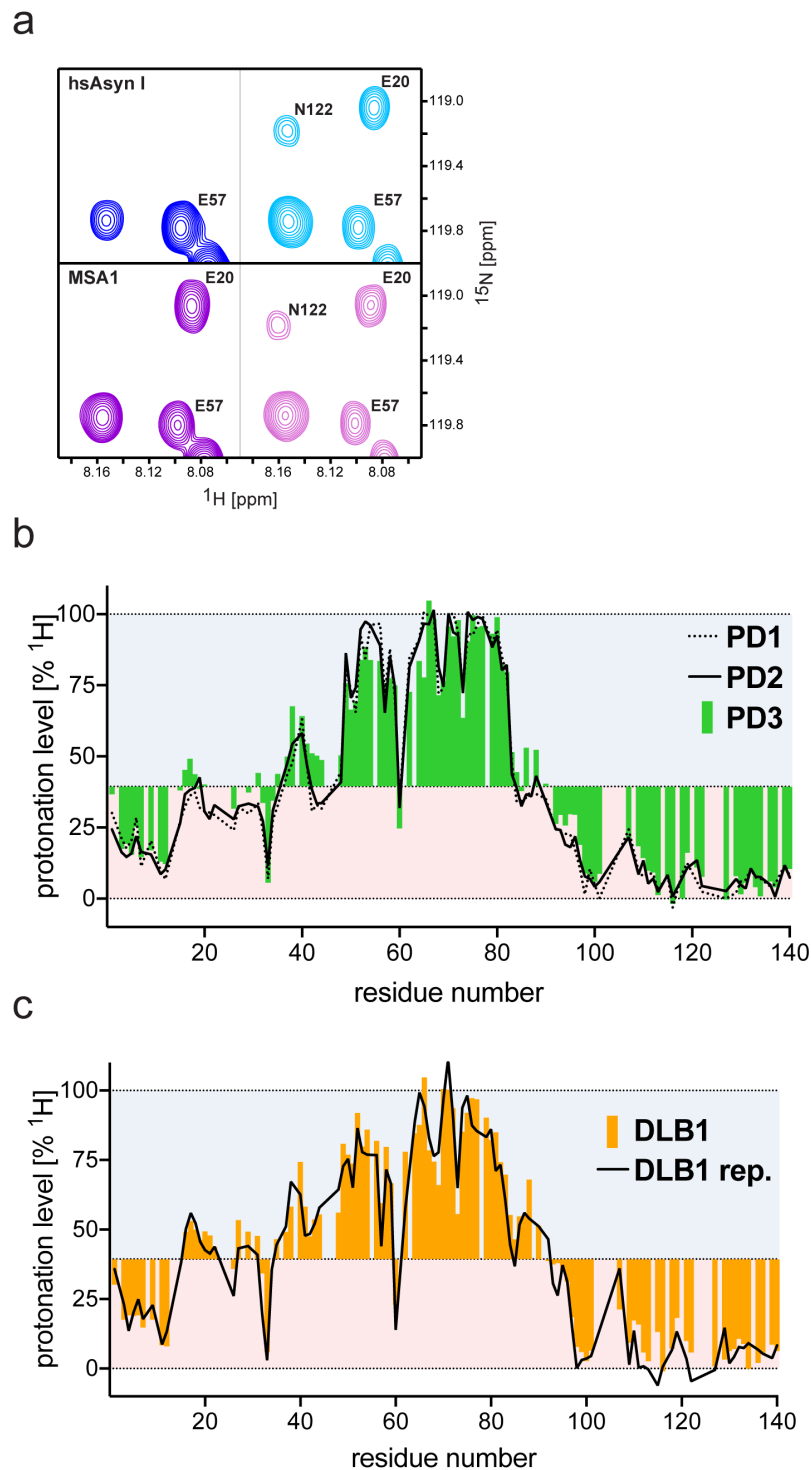 a
hsAsyn I
E20
N122
E57
E57
119.0
119.4
119.8
15N [ppm]
MSA1
E20
E20
N122
E57
E57
119.0
119.4
119.8
8.16 8.12 8.08 8.16 8.12 8.08
1H [ppm]
b
protonation level [% 1H]
100
75
50
25
0
PD1
PD2
PD3
20 40 60 80 100 120 140
residue number
c
protonation level [% 1H]
100
75
50
25
0
DLB1
DLB1 rep.
20 40 60 80 100 120 140
residue number